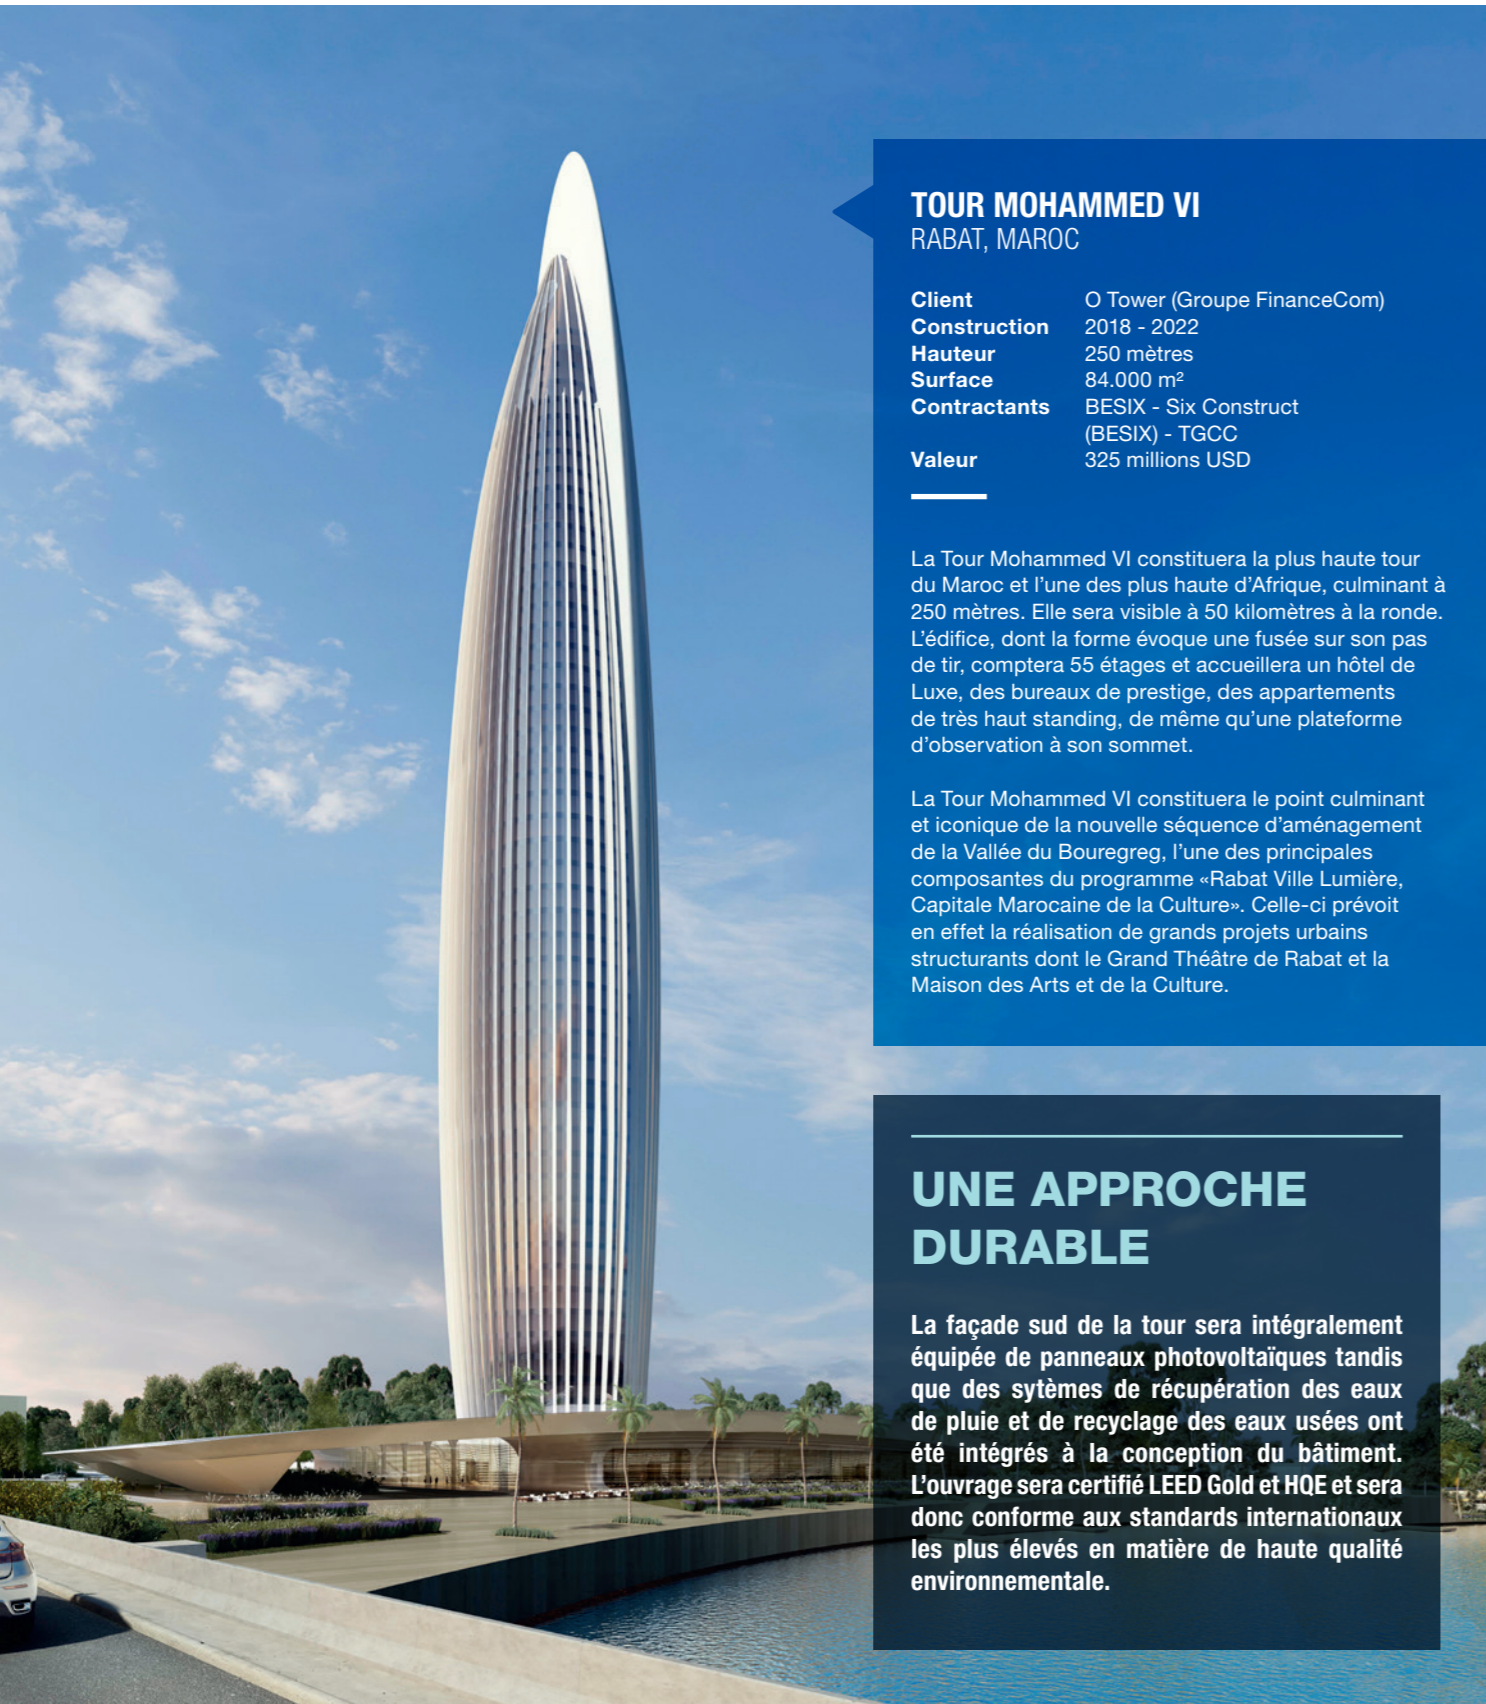 TOUR MOHAMMED VI
RABAT, MAROC
Client O Tower (Groupe FinanceCom)
Construction 2018 - 2022
Hauteur 250 mètres
Surface 84.000 m²
Contractants BESIX - Six Construct
(BESIX) - TGCC
Valeur 325 millions USD
La Tour Mohammed VI constituera la plus haute tour
du Maroc et l’une des plus haute d’Afrique, culminant à
250 mètres. Elle sera visible à 50 kilomètres à la ronde.
L’édifice, dont la forme évoque une fusée sur son pas
de tir, comptera 55 étages et accueillera un hôtel de
Luxe, des bureaux de prestige, des appartements
de très haut standing, de même qu’une plateforme
d’observation à son sommet.
La Tour Mohammed VI constituera le point culminant
et iconique de la nouvelle séquence d’aménagement
de la Vallée du Bouregreg, l’une des principales
composantes du programme «Rabat Ville Lumière,
Capitale Marocaine de la Culture». Celle-ci prévoit
en effet la réalisation de grands projets urbains
structurants dont le Grand Théâtre de Rabat et la
Maison des Arts et de la Culture.
UNE APPROCHE
DURABLE
La façade sud de la tour sera intégralement
équipée de panneaux photovoltaïques tandis
que des sytèmes de récupération des eaux
de pluie et de recyclage des eaux usées ont
été intégrés à la conception du bâtiment.
L’ouvrage sera certifié LEED Gold et HQE et sera
donc conforme aux standards internationaux
les plus élevés en matière de haute qualité
environnementale.